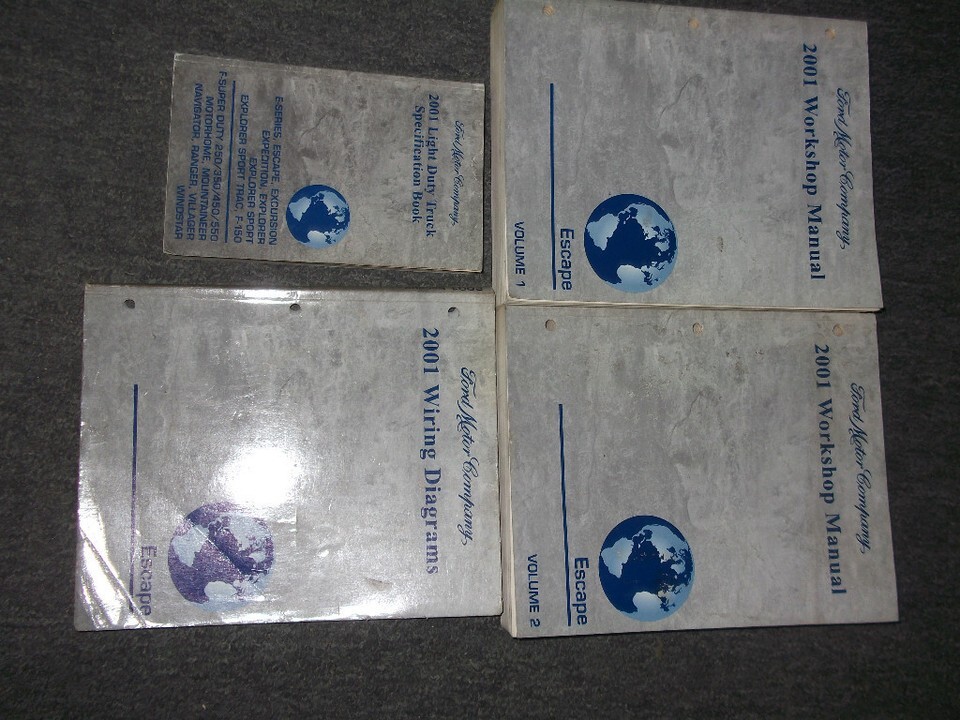 Ford Motor Company
2001 Light Duty Truck
Specification Book
E-SERIES, ESCAPE, EXCURSION
EXPEDITION, EXPLORER
EXPLORER SPORT
EXPLORER SPORT TRAC, F-150
F-SUPER DUTY 250/350/450/550
MOTORHOME, MOUNTAINEER
NAVIGATOR, RANGER, VILLAGER
WINDSTAR
Ford Motor Company
2001 Workshop Manual
Escape
VOLUME 1
Ford Motor Company
2001 Wiring Diagrams
Escape
Ford Motor Company
2001 Workshop Manual
Escape
VOLUME 2